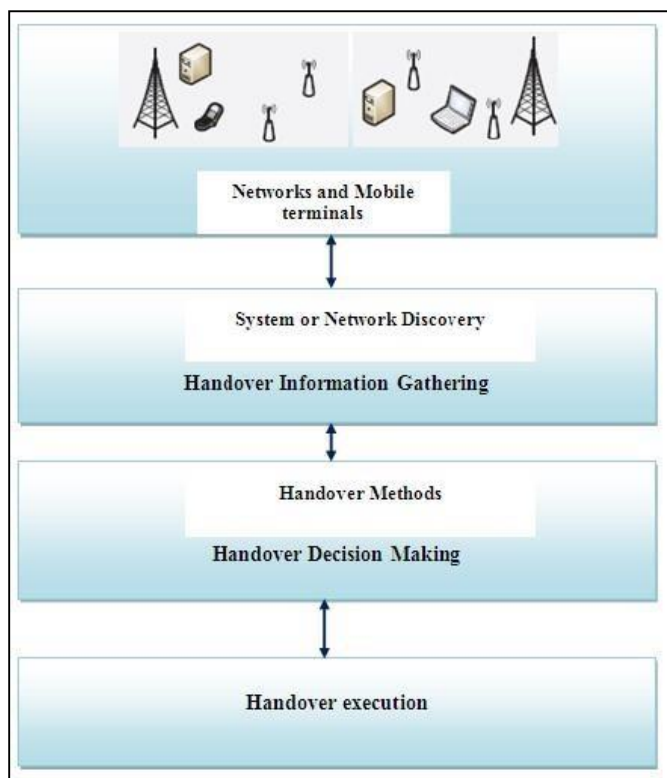 Networks and Mobile
terminals
System or Network Discovery
Handover Information Gathering
Handover Methods
Handover Decision Making
Handover execution